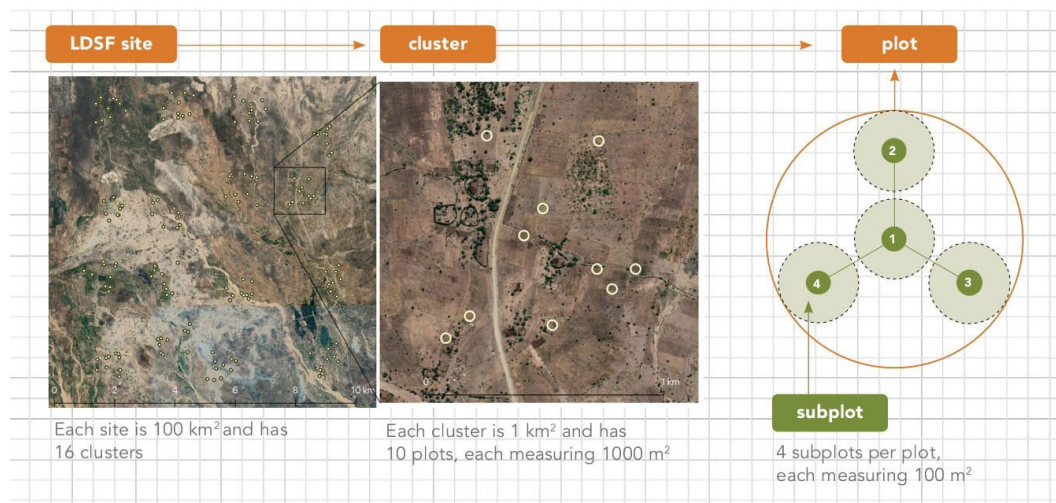 LDSF site
cluster
plot
2
1
4
3
0
2
4
6
8
10 km
0
1 km
subplot
Each site is 100 km² and has
16 clusters
Each cluster is 1 km² and has
10 plots, each measuring 1000 m²
4 subplots per plot,
each measuring 100 m²